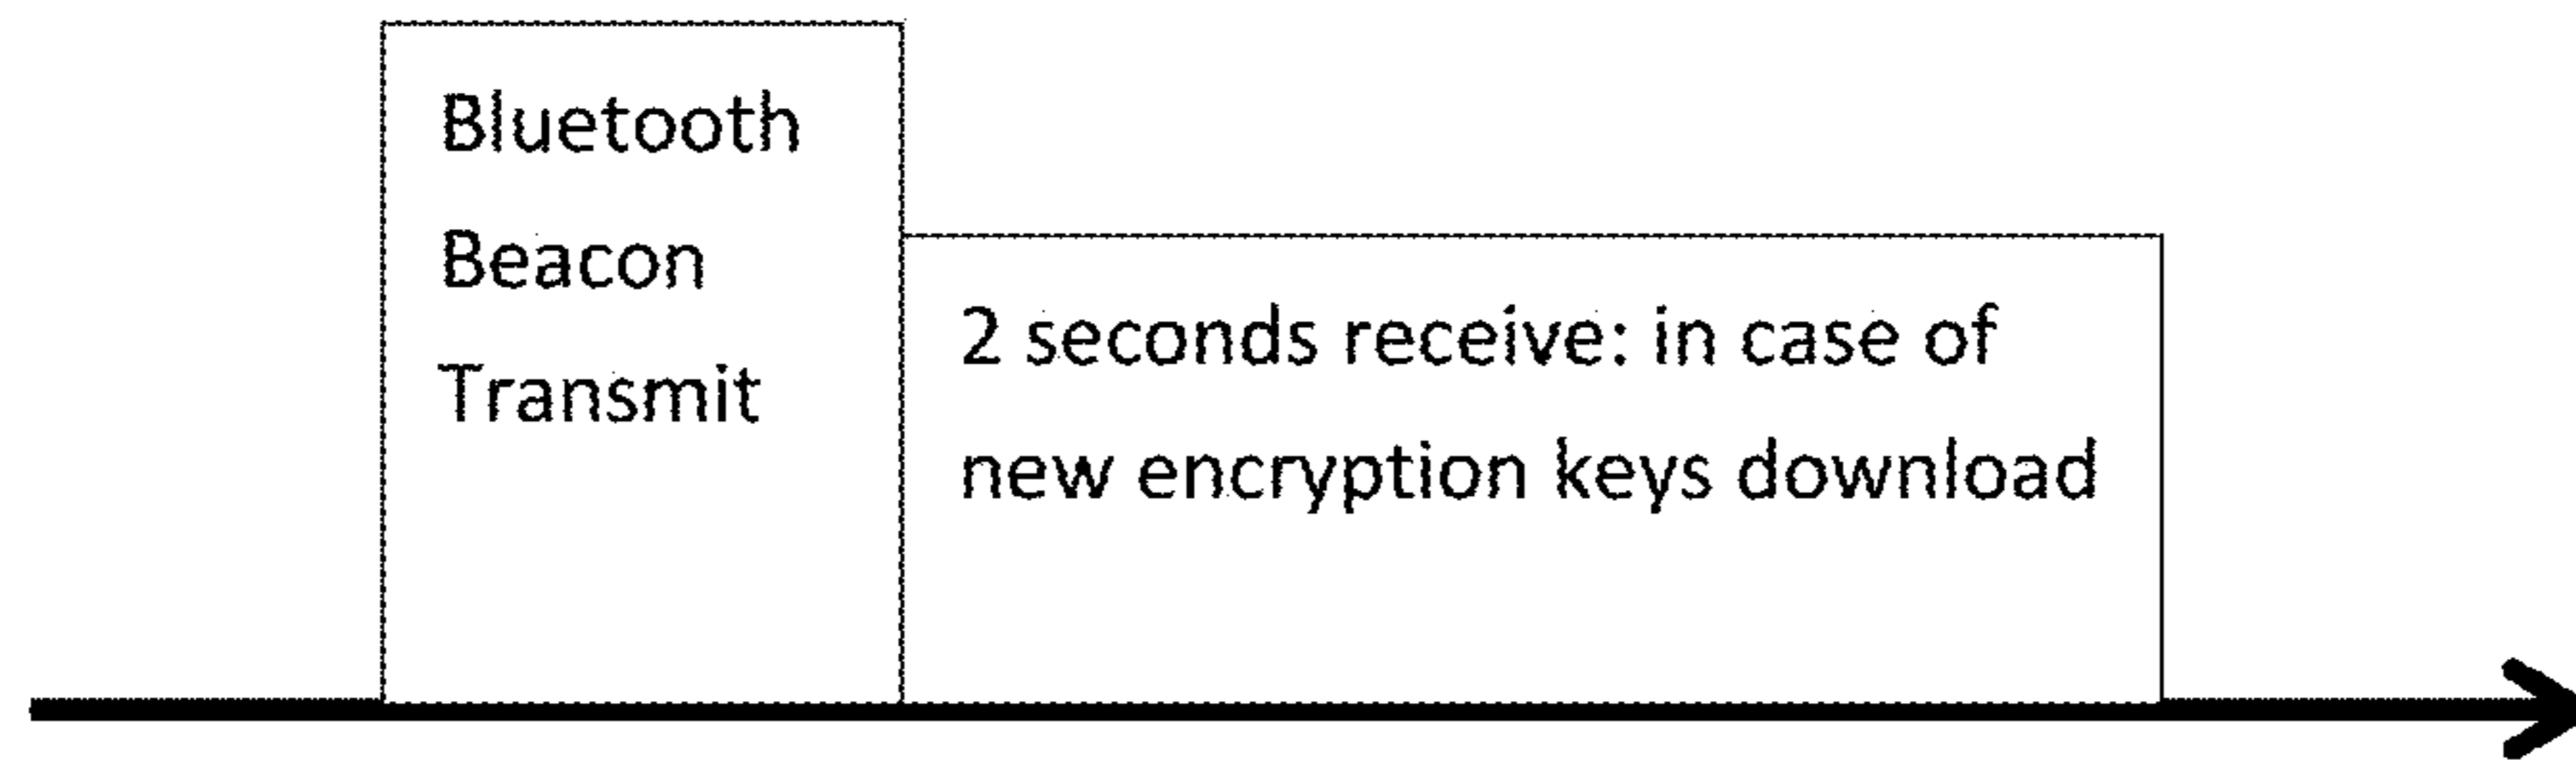 Bluetooth
Beacon
Transmit
2 seconds receive: in case of
new encryption keys download